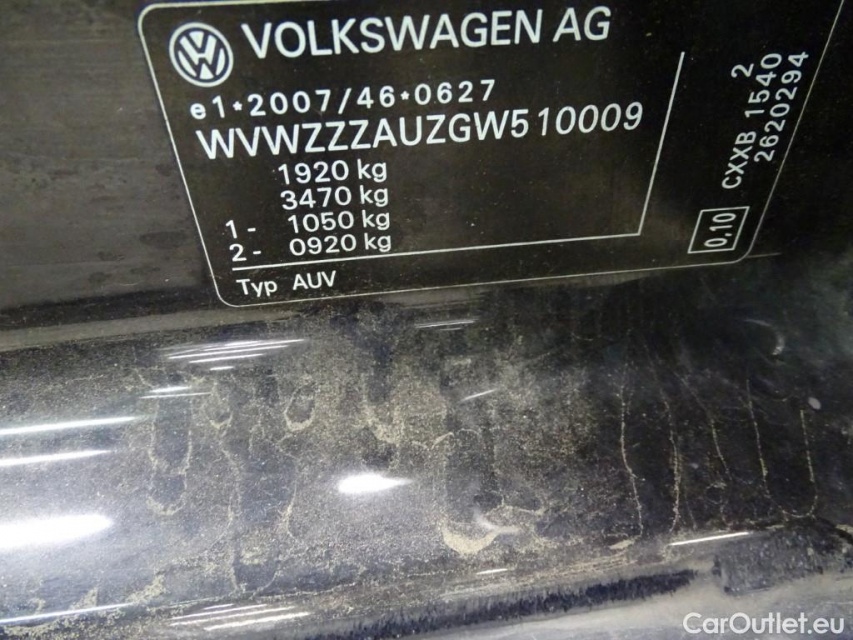 VOLKSWAGEN AG
e1*2007/46*0627
WVWZZZAUZGW510009
1920 kg
3470 kg
1- 1050 kg
2- 0920 kg
Typ AUV
2
CXXB 1540
2620294
0.10
CarOutlet.eu